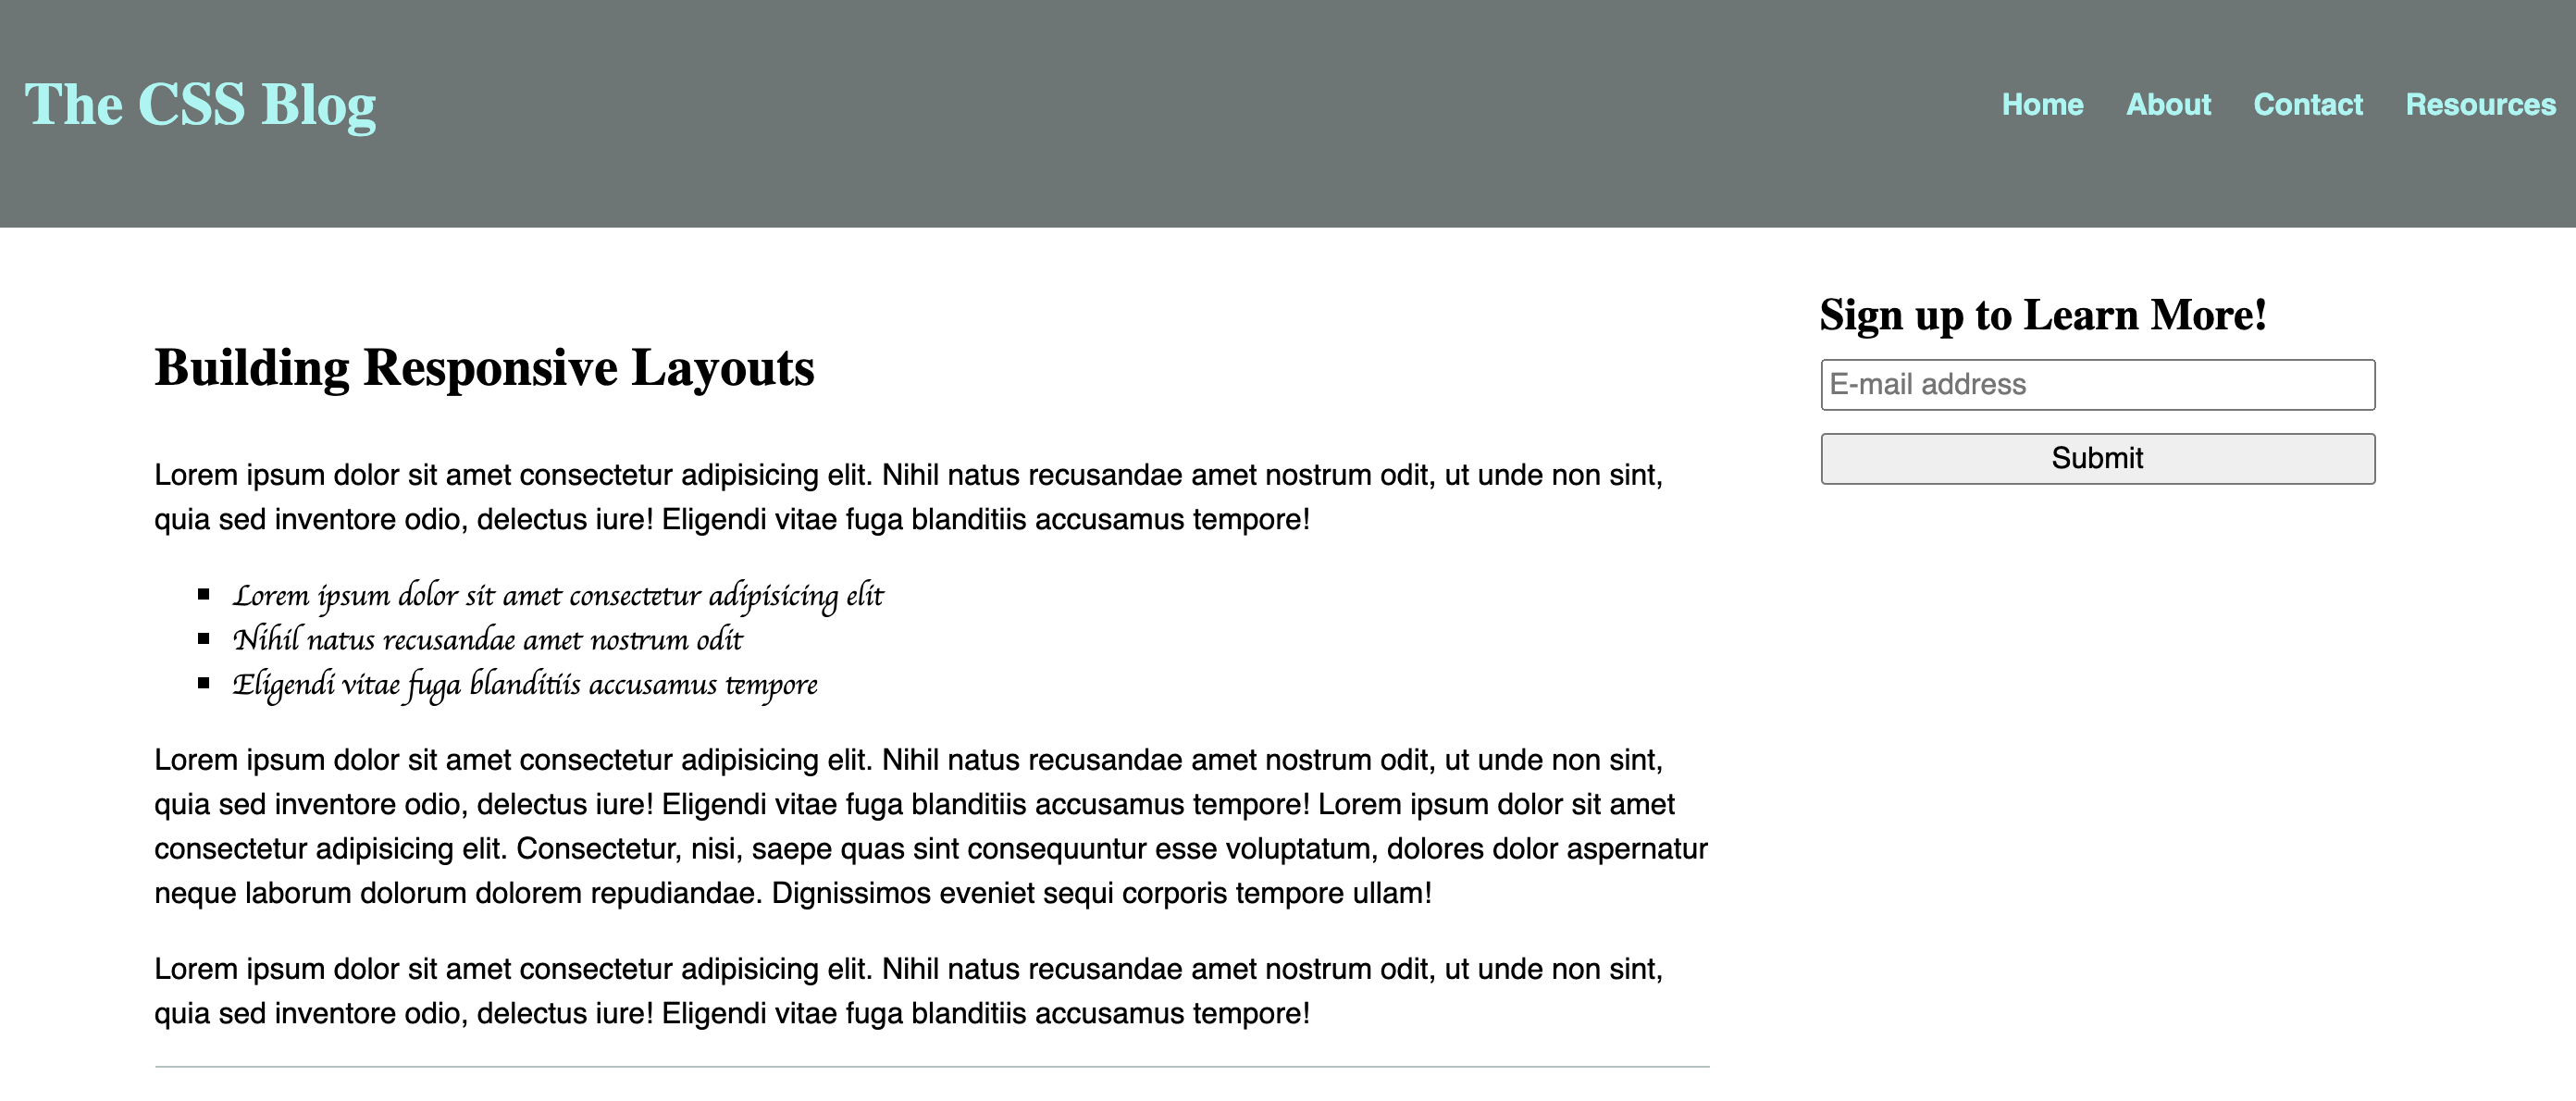 The CSS Blog
Home About Contact Resources
Building Responsive Layouts
Lorem ipsum dolor sit amet consectetur adipisicing elit. Nihil natus recusandae amet nostrum odit, ut unde non sint,
quia sed inventore odio, delectus iure! Eligendi vitae fuga blanditiis accusamus tempore!
Lorem ipsum dolor sit amet consectetur adipisicing elit
Nihil natus recusandae amet nostrum odit
Eligendi vitae fuga blanditiis accusamus tempore
Lorem ipsum dolor sit amet consectetur adipisicing elit. Nihil natus recusandae amet nostrum odit, ut unde non sint,
quia sed inventore odio, delectus iure! Eligendi vitae fuga blanditiis accusamus tempore! Lorem ipsum dolor sit amet
consectetur adipisicing elit. Consectetur, nisi, saepe quas sint consequuntur esse voluptatum, dolores dolor aspernatur
neque laborum dolorum dolorem repudiandae. Dignissimos eveniet sequi corporis tempore ullam!
Lorem ipsum dolor sit amet consectetur adipisicing elit. Nihil natus recusandae amet nostrum odit, ut unde non sint,
quia sed inventore odio, delectus iure! Eligendi vitae fuga blanditiis accusamus tempore!
Sign up to Learn More!
E-mail address
Submit